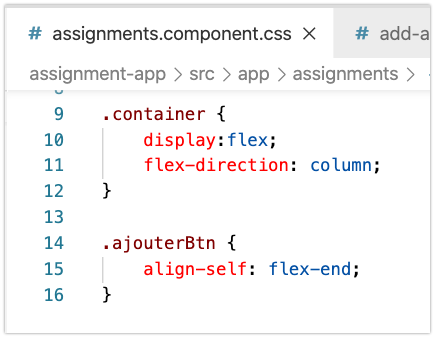 # assignments.component.css × # add-a
assignment-app > src > app > assignments >
9 .container {
10 display:flex;
11 flex-direction: column;
12 }
13
14 .ajouterBtn {
15 align-self: flex-end;
16 }